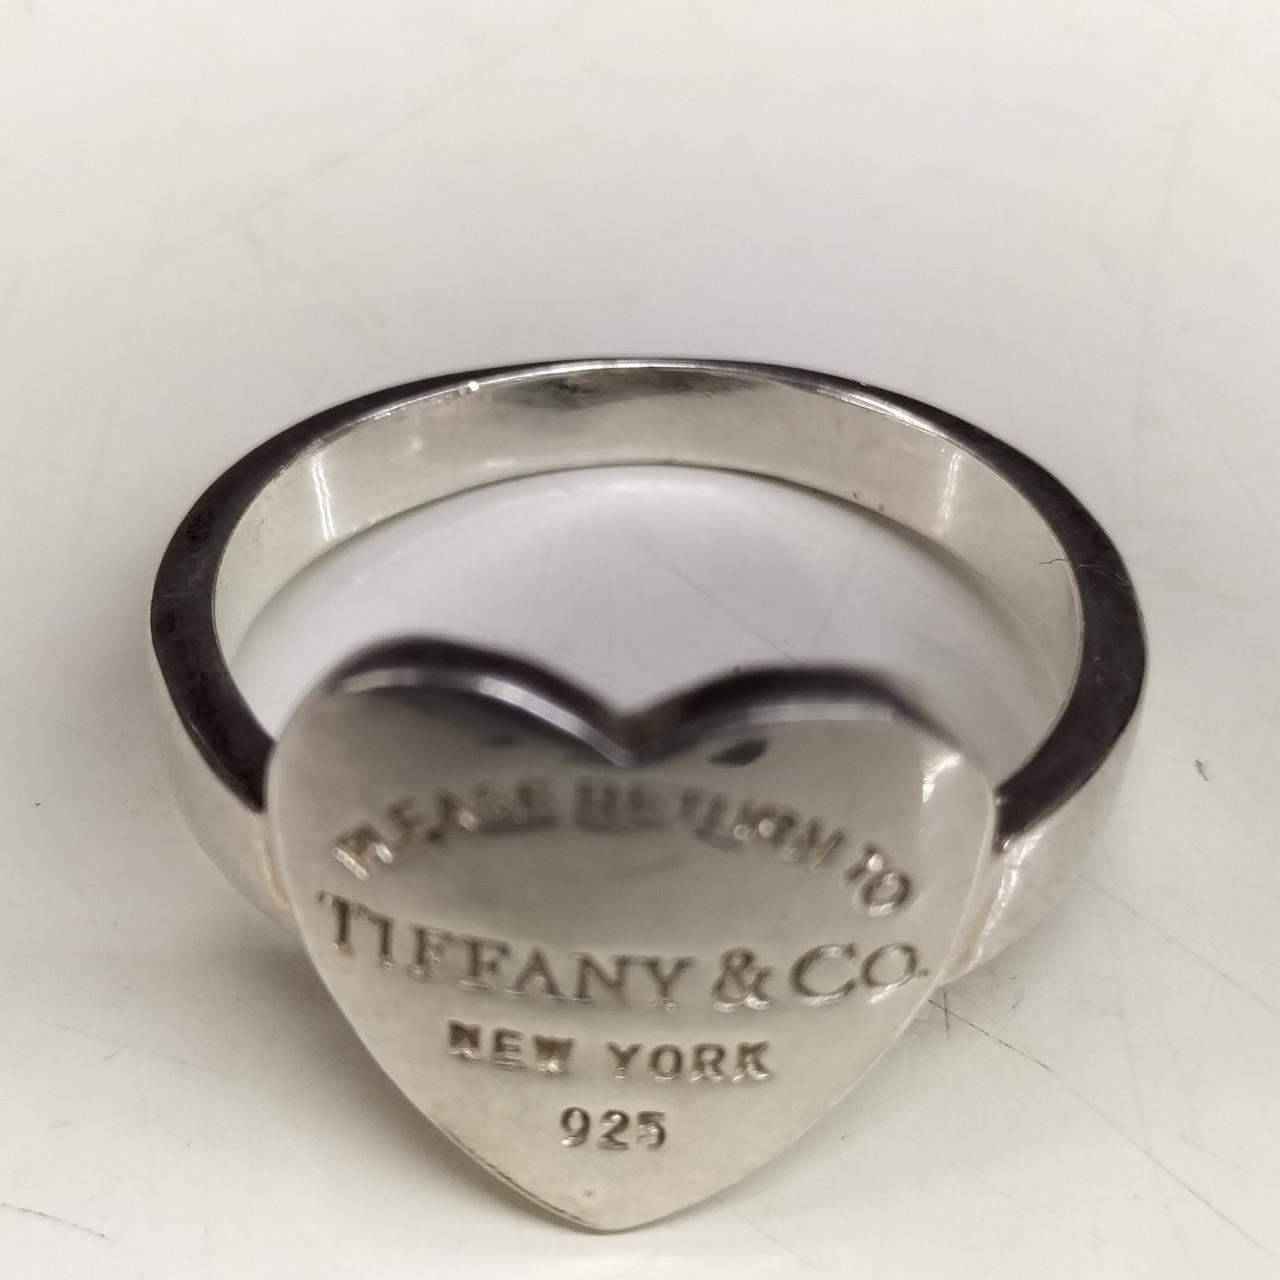 PLEASE RETURN TO
TIFFANY & CO.
NEW YORK
925